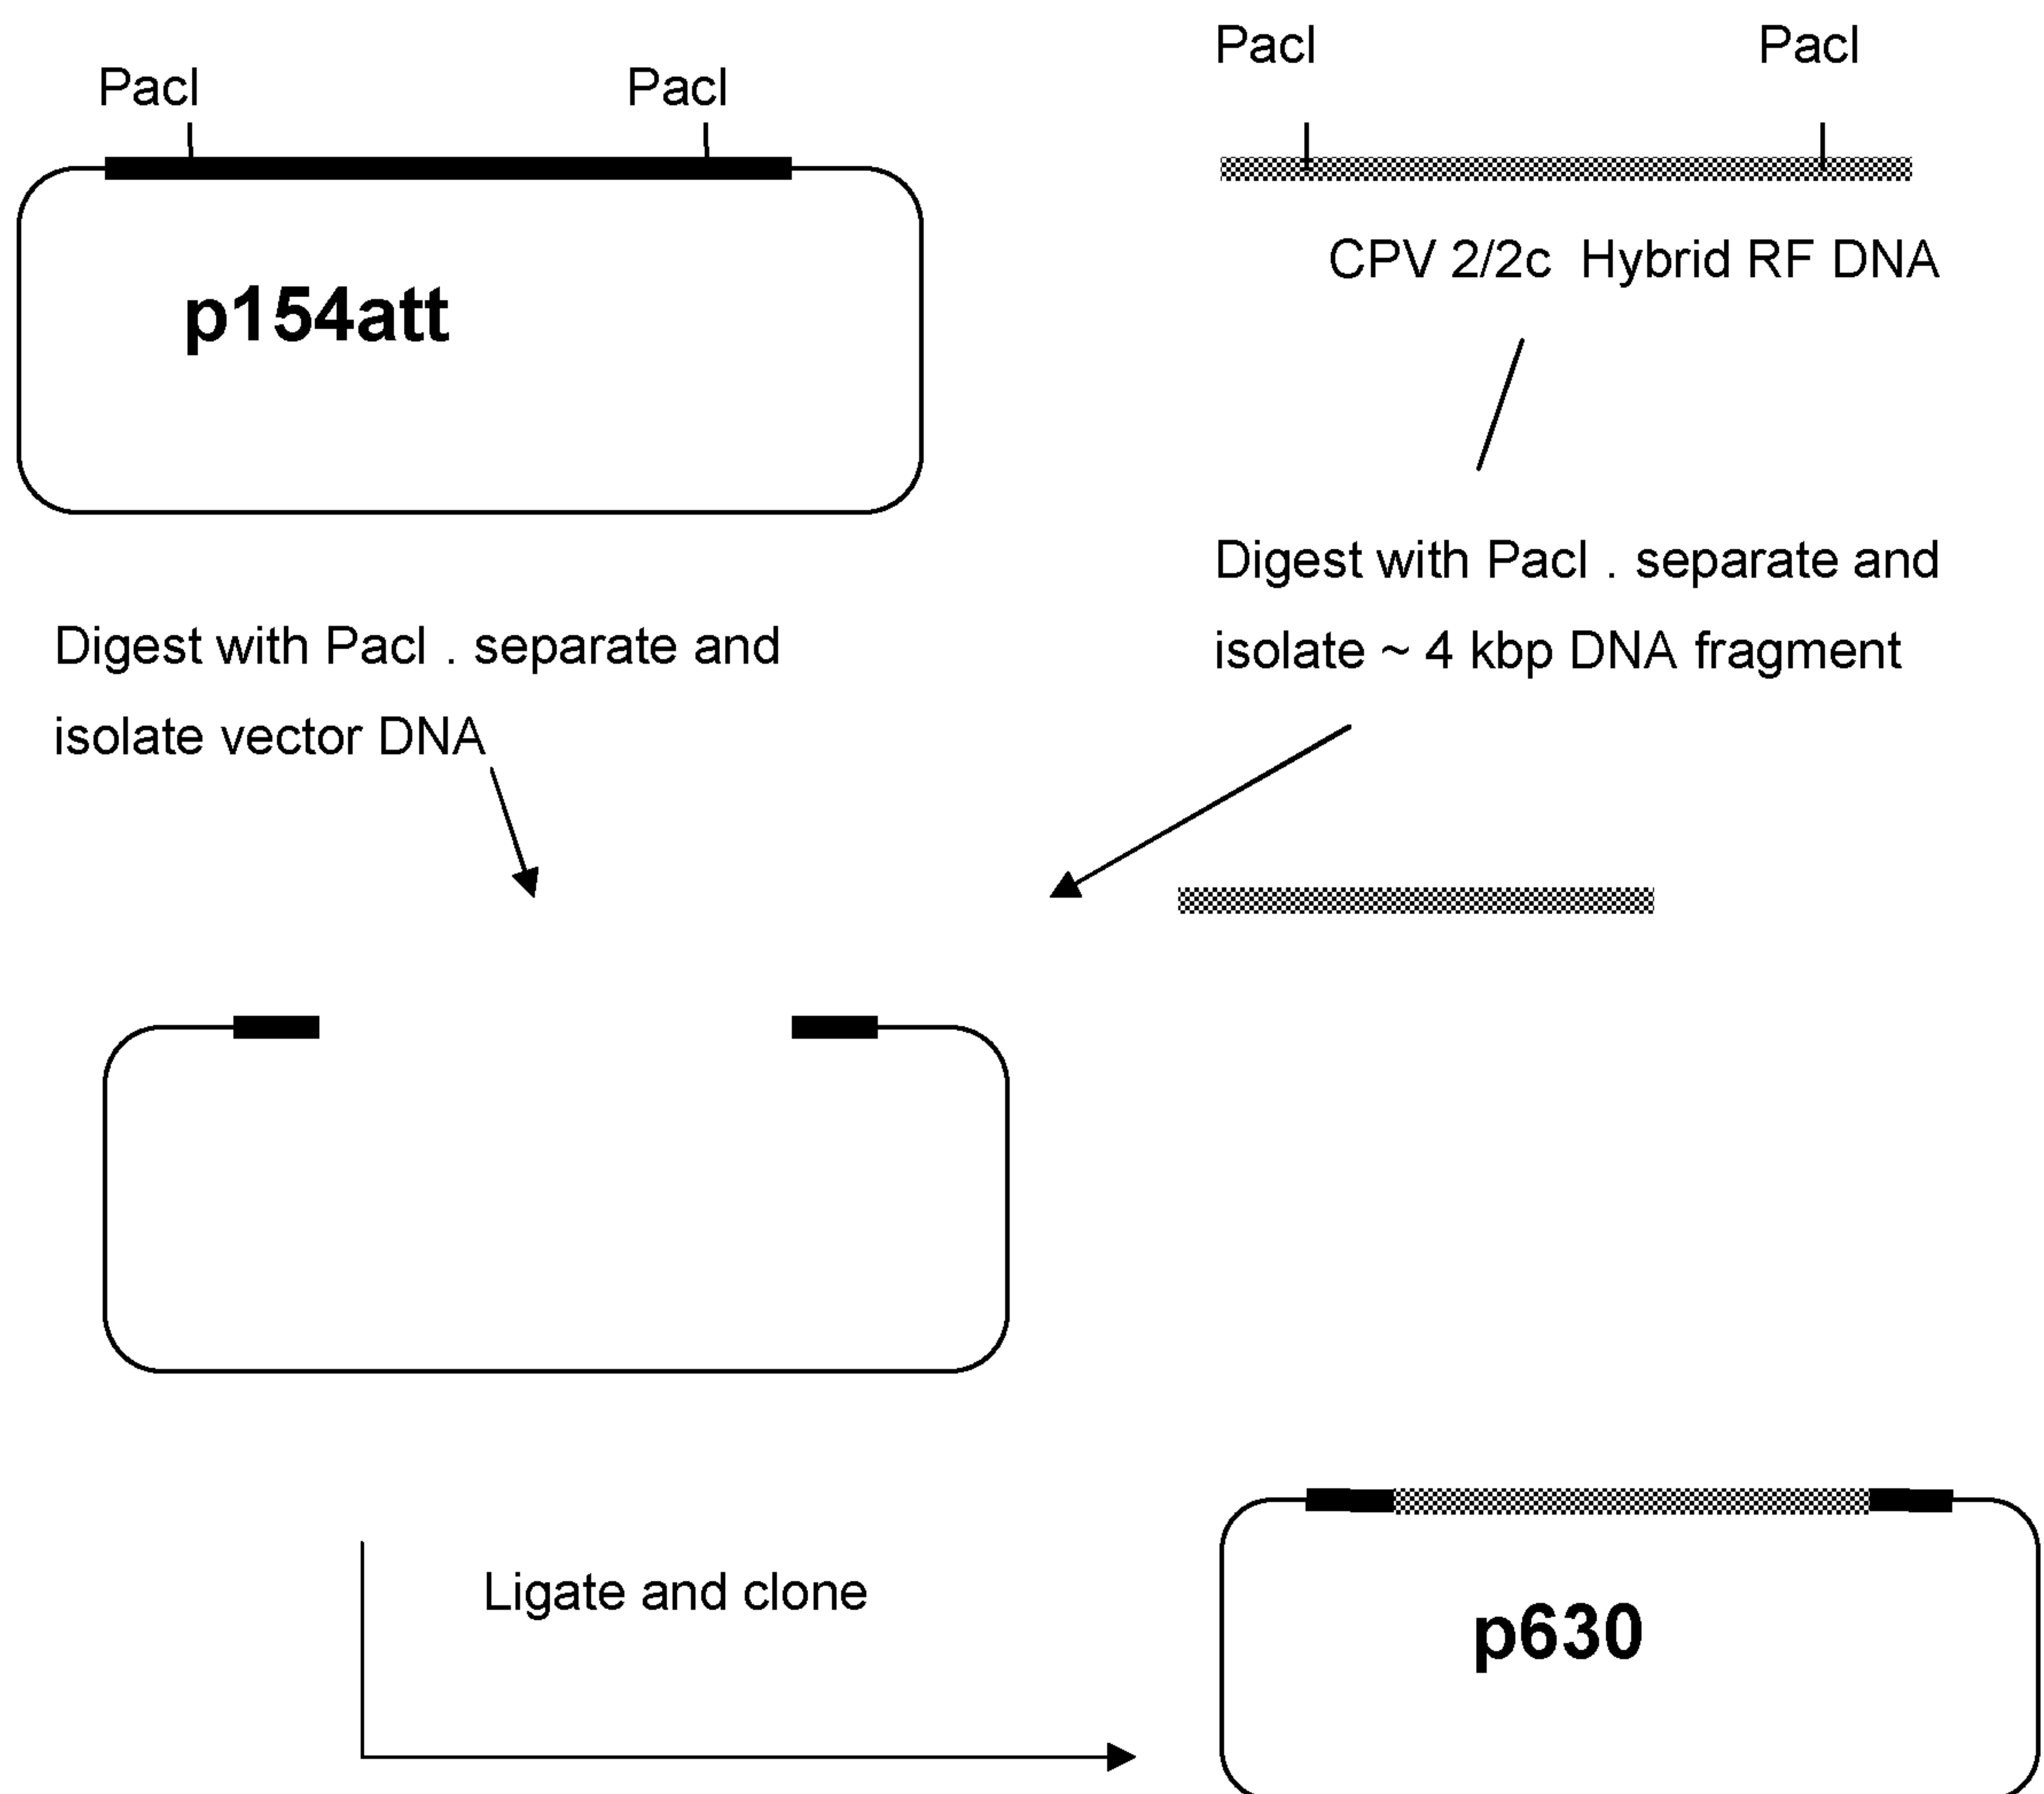 PacI
PacI
p154att
Digest with PacI . separate and
isolate vector DNA
PacI
PacI
CPV 2/2c Hybrid RF DNA
Digest with PacI . separate and
isolate ~ 4 kbp DNA fragment
Ligate and clone
p630